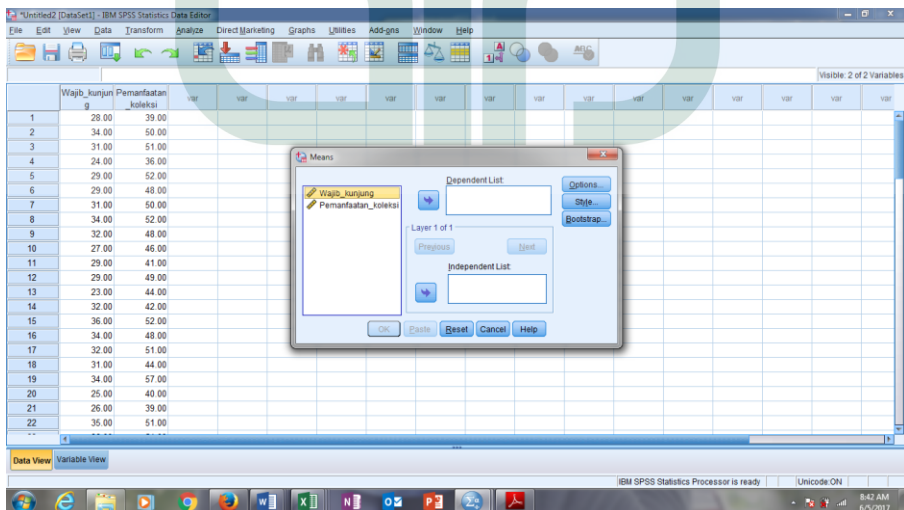 *Untitled2 [DataSet1] - IBM SPSS Statistics Data Editor
File Edit View Data Transform Analyze Direct Marketing Graphs Utilities Add-ons Window Help
Visible: 2 of 2 Variables
Wajib_kunjun g Pemanfaatan _koleksi var var var var var var var var var var var var var var
1 28.00 39.00
2 34.00 50.00
3 31.00 51.00
4 24.00 36.00
5 29.00 52.00
6 29.00 48.00
7 31.00 50.00
8 34.00 52.00
9 32.00 48.00
10 27.00 46.00
11 29.00 41.00
12 29.00 49.00
13 23.00 44.00
14 32.00 42.00
15 36.00 52.00
16 34.00 48.00
17 32.00 51.00
18 31.00 44.00
19 34.00 57.00
20 25.00 40.00
21 26.00 39.00
22 35.00 51.00
Means
Wajib_kunjung
Pemanfaatan_koleksi
Dependent List:
Options...
Style...
Bootstrap...
Layer 1 of 1
Previous Next
Independent List:
OK Paste Reset Cancel Help
Data View Variable View
IBM SPSS Statistics Processor is ready Unicode:ON
8:42 AM
6/5/2017